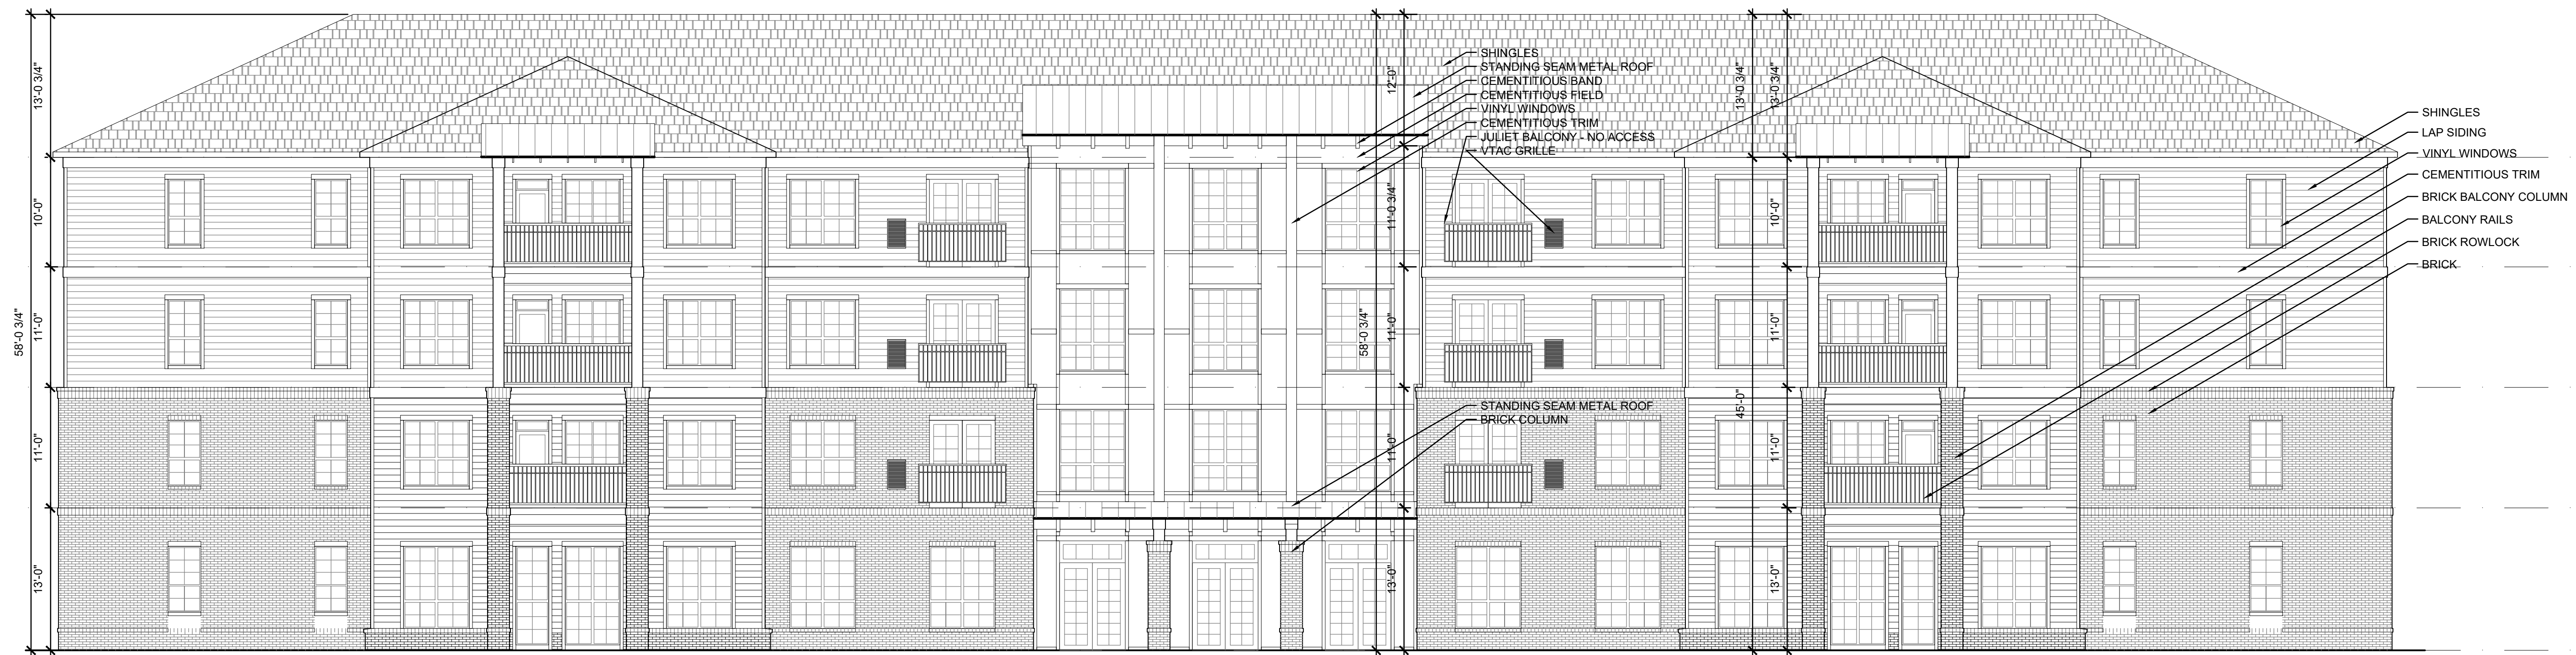 58'-0 3/4"
13'-0 3/4"
10'-0"
11'-0"
11'-0"
13'-0"
SHINGLES
STANDING SEAM METAL ROOF
CEMENTITIOUS BAND
CEMENTITIOUS FIELD
VINYL WINDOWS
CEMENTITIOUS TRIM
JULIET BALCONY - NO ACCESS
VTAC GRILLE
STANDING SEAM METAL ROOF
BRICK COLUMN
58'-0 3/4"
12'-0"
11'-0 3/4"
11'-0"
11'-0"
13'-0"
13'-0 3/4"
45'-0"
13'-0 3/4"
10'-0"
11'-0"
11'-0"
13'-0"
SHINGLES
LAP SIDING
VINYL WINDOWS
CEMENTITIOUS TRIM
BRICK BALCONY COLUMN
BALCONY RAILS
BRICK ROWLOCK
BRICK